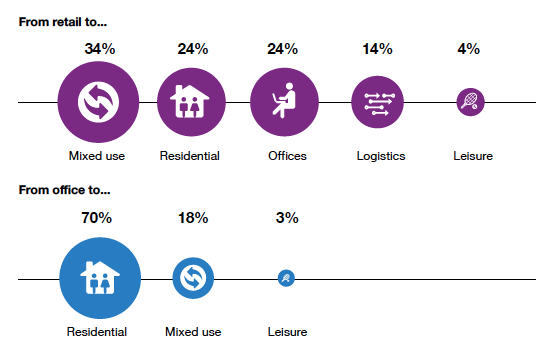 From retail to...
34% 24% 24% 14% 4%
Mixed use Residential Offices Logistics Leisure
From office to...
70% 18% 3%
Residential Mixed use Leisure